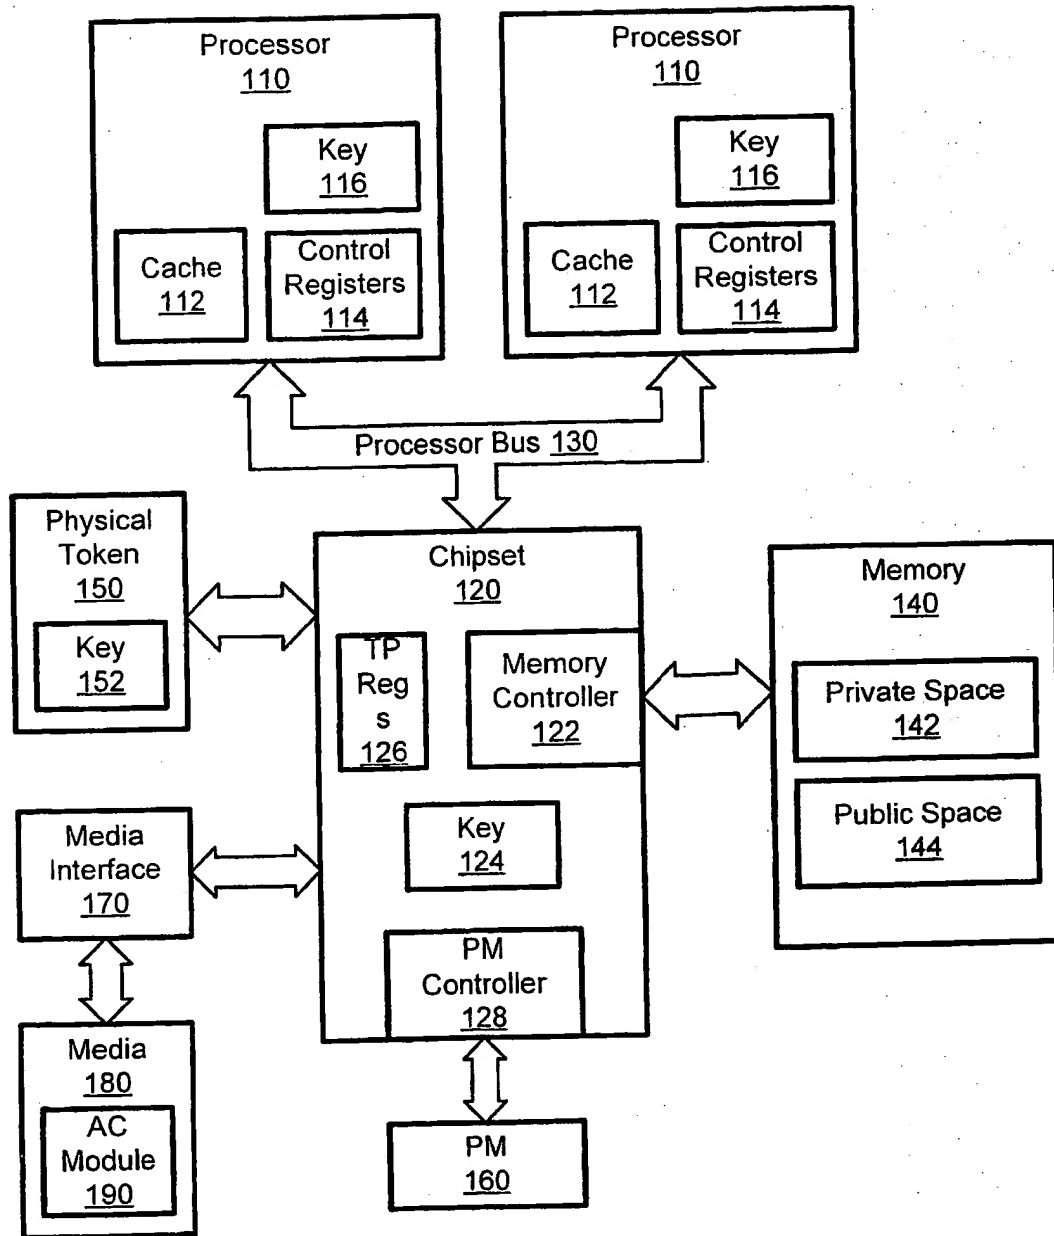 Processor
110
Key
116
Cache
112
Control
Registers
114
Processor
110
Key
116
Cache
112
Control
Registers
114
Processor Bus 130
Physical
Token
150
Key
152
Chipset
120
TP
Reg
s
126
Memory
Controller
122
Key
124
PM
Controller
128
Memory
140
Private Space
142
Public Space
144
Media
Interface
170
Media
180
AC
Module
190
PM
160